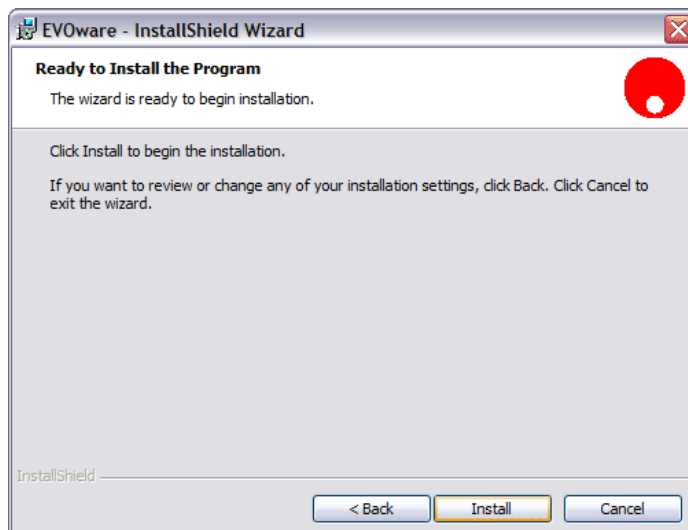 EVOware - InstallShield Wizard
Ready to Install the Program
The wizard is ready to begin installation.
Click Install to begin the installation.
If you want to review or change any of your installation settings, click Back. Click Cancel to
exit the wizard.
InstallShield
< Back Install Cancel